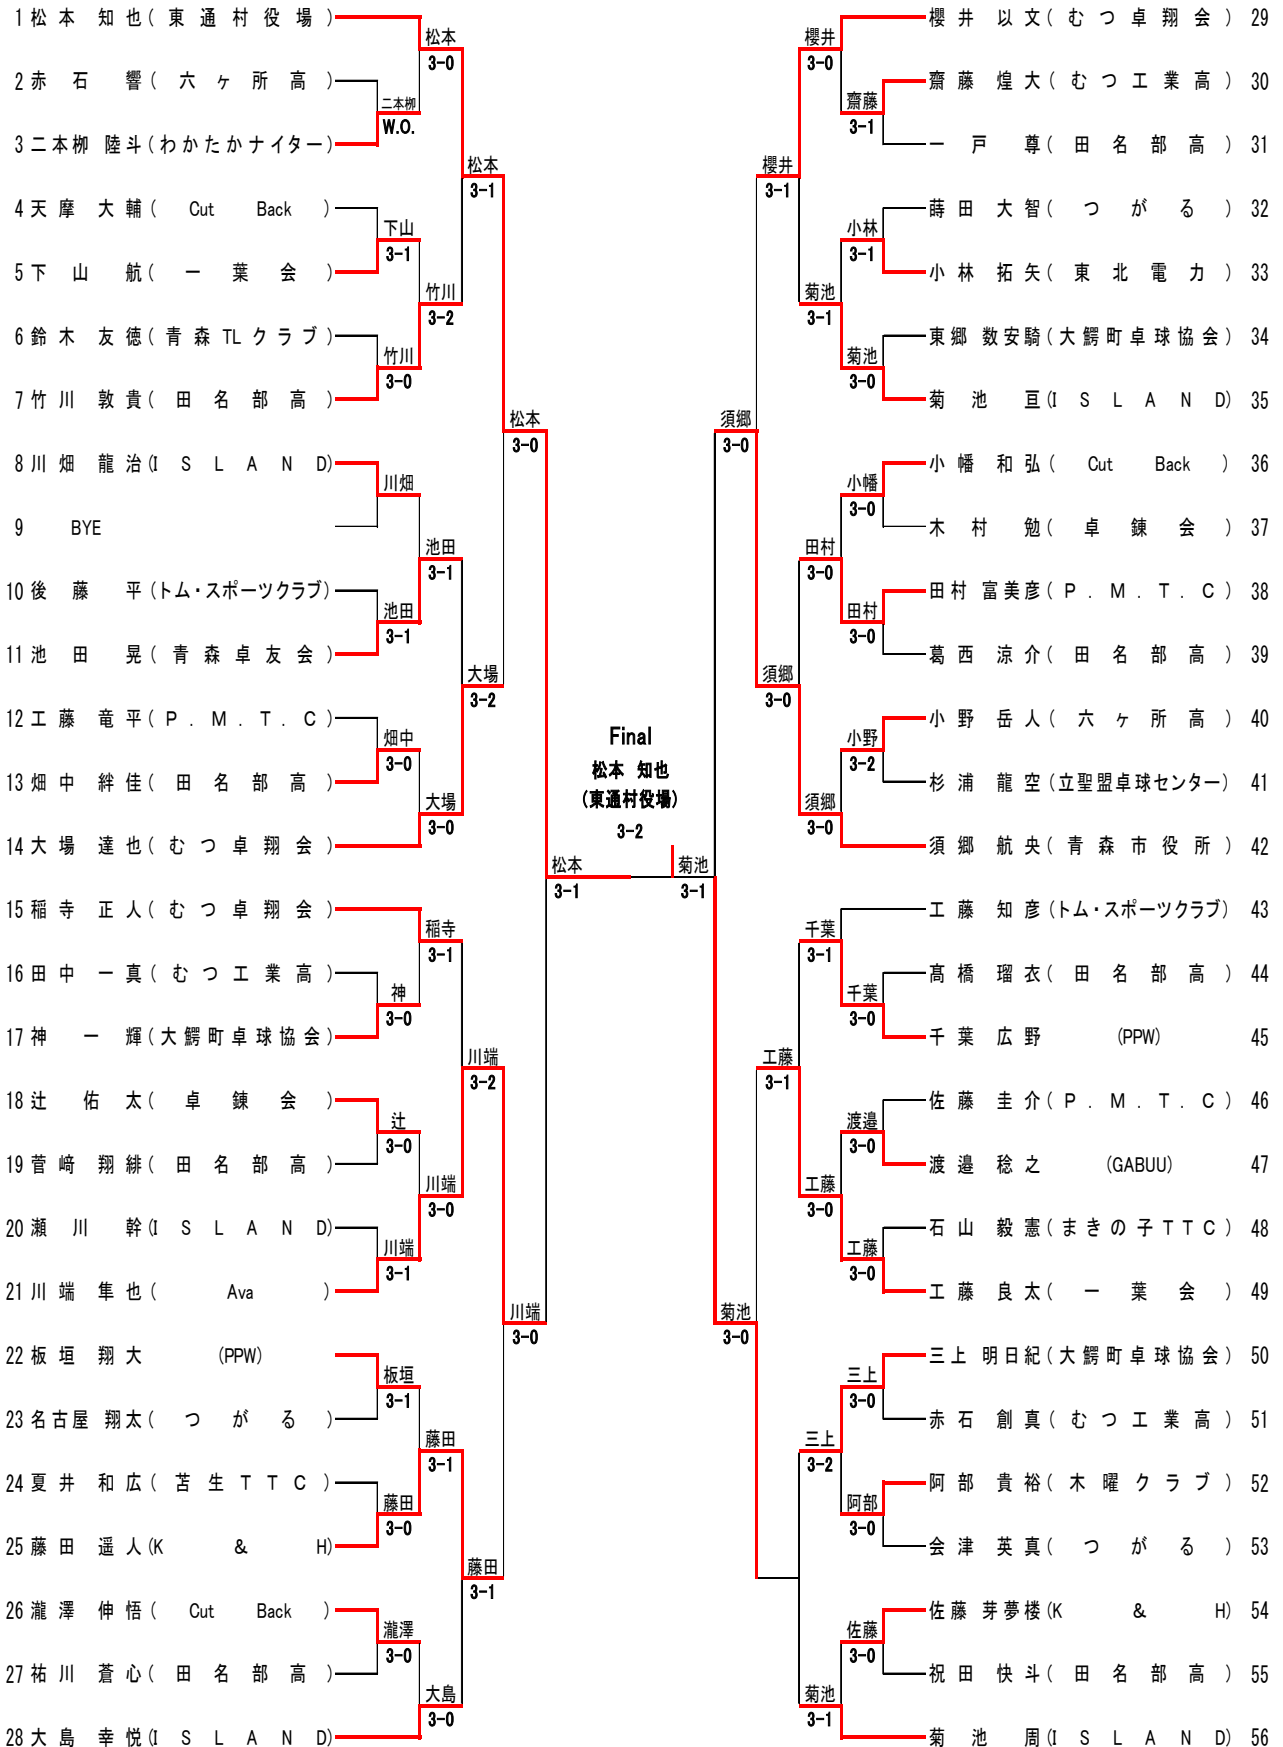 1 松本 知也 (東通村役場)
2 赤石 響 (六ヶ所高)
3 二本柳 陸斗 (わかたかナイター)
4 天摩 大輔 (Cut Back)
5 下山 航 (一葉会)
6 鈴木 友徳 (青森TLクラブ)
7 竹川 敦貴 (田名部高)
8 川畑 龍治 (ISLAND)
9 BYE
10 後藤 平 (トム・スポーツクラブ)
11 池田 晃 (青森卓友会)
12 工藤 竜平 (P.M.T.C)
13 畑中 絆佳 (田名部高)
14 大場 達也 (むつ卓翔会)
15 稲寺 正人 (むつ卓翔会)
16 田中 一真 (むつ工業高)
17 神 一輝 (大鰐町卓球協会)
18 辻 佑太 (卓錬会)
19 菅﨑 翔緋 (田名部高)
20 瀬川 幹 (ISLAND)
21 川端 隼也 (Ava)
22 板垣 翔大 (PPW)
23 名古屋 翔太 (つがる)
24 夏井 和広 (苫生TTC)
25 藤田 遥人 (K & H)
26 瀧澤 伸悟 (Cut Back)
27 祐川 蒼心 (田名部高)
28 大島 幸悦 (ISLAND)
二本柳
W.O.
下山
3-1
竹川
3-0
川畑
池田
3-1
畑中
3-0
神
3-0
辻
3-0
川端
3-1
板垣
3-1
藤田
3-0
瀧澤
3-0
松本
3-0
竹川
3-2
池田
3-1
大場
3-0
稲寺
3-1
川端
3-0
藤田
3-1
大島
3-0
松本
3-1
大場
3-2
川端
3-2
藤田
3-1
松本
3-0
川端
3-0
松本
3-1
Final
松本 知也
(東通村役場)
3-2
菊池
3-1
須郷
3-0
菊池
3-0
櫻井
3-1
須郷
3-0
工藤
3-1
櫻井
3-0
菊池
3-1
田村
3-0
須郷
3-0
千葉
3-1
工藤
3-0
三上
3-2
菊池
3-1
齋藤
3-1
小林
3-1
菊池
3-0
小幡
3-0
田村
3-0
小野
3-2
千葉
3-0
渡邉
3-0
工藤
3-0
三上
3-0
阿部
3-0
佐藤
3-0
櫻井 以文 (むつ卓翔会) 29
齋藤 煌大 (むつ工業高) 30
一戸 尊 (田名部高) 31
蒔田 大智 (つがる) 32
小林 拓矢 (東北電力) 33
東郷 数安騎 (大鰐町卓球協会) 34
菊池 亘 (ISLAND) 35
小幡 和弘 (Cut Back) 36
木村 勉 (卓錬会) 37
田村 富美彦 (P.M.T.C) 38
葛西 涼介 (田名部高) 39
小野 岳人 (六ヶ所高) 40
杉浦 龍空 (立聖盟卓球センター) 41
須郷 航央 (青森市役所) 42
工藤 知彦 (トム・スポーツクラブ) 43
髙橋 瑠衣 (田名部高) 44
千葉 広野 (PPW) 45
佐藤 圭介 (P.M.T.C) 46
渡邉 稔之 (GABUU) 47
石山 毅憲 (まきの子TTC) 48
工藤 良太 (一葉会) 49
三上 明日紀 (大鰐町卓球協会) 50
赤石 創真 (むつ工業高) 51
阿部 貴裕 (木曜クラブ) 52
会津 英真 (つがる) 53
佐藤 芽夢楼 (K & H) 54
祝田 快斗 (田名部高) 55
菊池 周 (ISLAND) 56